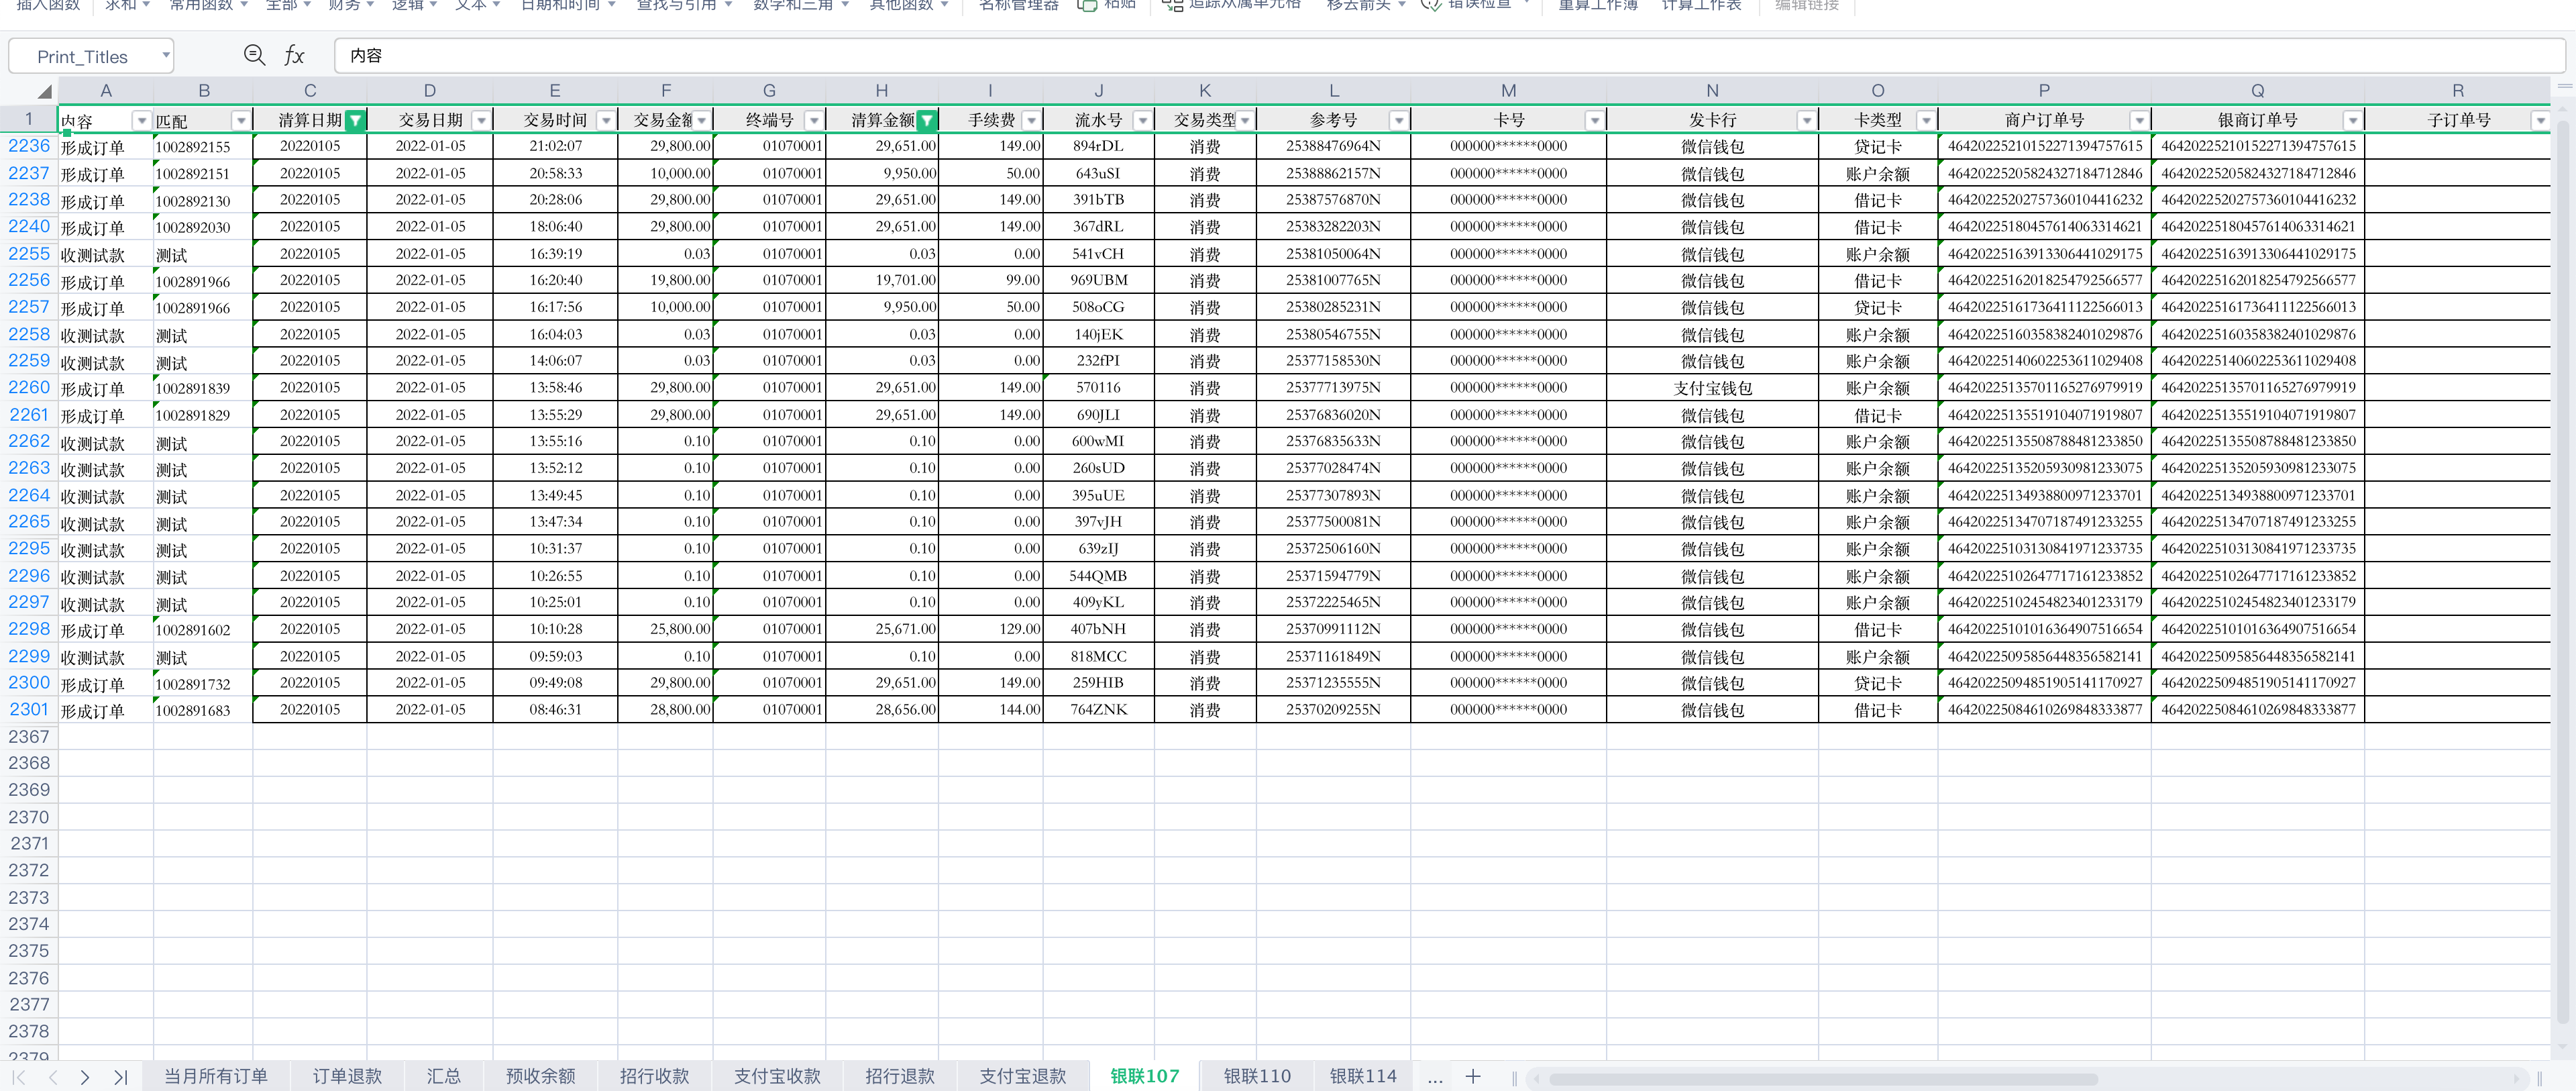 插入函数 求和 常用函数 全部 财务 逻辑 文本 日期和时间 查找与引用 数学和三角 其他函数 名称管理器 粘贴 追踪从属单元格 移去箭头 错误检查 重算工作簿 计算工作表 编辑链接
Print_Titles fx 内容
A B C D E F G H I J K L M N O P Q R
1 内容 匹配 清算日期 交易日期 交易时间 交易金额 终端号 清算金额 手续费 流水号 交易类型 参考号 卡号 发卡行 卡类型 商户订单号 银商订单号 子订单号
2236 形成订单 1002892155 20220105 2022-01-05 21:02:07 29,800.00 01070001 29,651.00 149.00 894rDL 消费 25388476964N 000000******0000 微信钱包 贷记卡 46420225210152271394757615 46420225210152271394757615
2237 形成订单 1002892151 20220105 2022-01-05 20:58:33 10,000.00 01070001 9,950.00 50.00 643uSI 消费 25388862157N 000000******0000 微信钱包 账户余额 46420225205824327184712846 46420225205824327184712846
2238 形成订单 1002892130 20220105 2022-01-05 20:28:06 29,800.00 01070001 29,651.00 149.00 391bTB 消费 25387576870N 000000******0000 微信钱包 借记卡 46420225202757360104416232 46420225202757360104416232
2240 形成订单 1002892030 20220105 2022-01-05 18:06:40 29,800.00 01070001 29,651.00 149.00 367dRL 消费 25383282203N 000000******0000 微信钱包 借记卡 46420225180457614063314621 46420225180457614063314621
2255 收测试款 测试 20220105 2022-01-05 16:39:19 0.03 01070001 0.03 0.00 541vCH 消费 25381050064N 000000******0000 微信钱包 账户余额 46420225163913306441029175 46420225163913306441029175
2256 形成订单 1002891966 20220105 2022-01-05 16:20:40 19,800.00 01070001 19,701.00 99.00 969UBM 消费 25381007765N 000000******0000 微信钱包 借记卡 46420225162018254792566577 46420225162018254792566577
2257 形成订单 1002891966 20220105 2022-01-05 16:17:56 10,000.00 01070001 9,950.00 50.00 508oCG 消费 25380285231N 000000******0000 微信钱包 贷记卡 46420225161736411122566013 46420225161736411122566013
2258 收测试款 测试 20220105 2022-01-05 16:04:03 0.03 01070001 0.03 0.00 140jEK 消费 25380546755N 000000******0000 微信钱包 账户余额 46420225160358382401029876 46420225160358382401029876
2259 收测试款 测试 20220105 2022-01-05 14:06:07 0.03 01070001 0.03 0.00 232fPI 消费 25377158530N 000000******0000 微信钱包 账户余额 46420225140602253611029408 46420225140602253611029408
2260 形成订单 1002891839 20220105 2022-01-05 13:58:46 29,800.00 01070001 29,651.00 149.00 570116 消费 25377713975N 000000******0000 支付宝钱包 账户余额 46420225135701165276979919 46420225135701165276979919
2261 形成订单 1002891829 20220105 2022-01-05 13:55:29 29,800.00 01070001 29,651.00 149.00 690JLI 消费 25376836020N 000000******0000 微信钱包 借记卡 46420225135519104071919807 46420225135519104071919807
2262 收测试款 测试 20220105 2022-01-05 13:55:16 0.10 01070001 0.10 0.00 600wMI 消费 25376835633N 000000******0000 微信钱包 账户余额 46420225135508788481233850 46420225135508788481233850
2263 收测试款 测试 20220105 2022-01-05 13:52:12 0.10 01070001 0.10 0.00 260sUD 消费 25377028474N 000000******0000 微信钱包 账户余额 46420225135205930981233075 46420225135205930981233075
2264 收测试款 测试 20220105 2022-01-05 13:49:45 0.10 01070001 0.10 0.00 395uUE 消费 25377307893N 000000******0000 微信钱包 账户余额 46420225134938800971233701 46420225134938800971233701
2265 收测试款 测试 20220105 2022-01-05 13:47:34 0.10 01070001 0.10 0.00 397vJH 消费 25377500081N 000000******0000 微信钱包 账户余额 46420225134707187491233255 46420225134707187491233255
2295 收测试款 测试 20220105 2022-01-05 10:31:37 0.10 01070001 0.10 0.00 639zIJ 消费 25372506160N 000000******0000 微信钱包 账户余额 46420225103130841971233735 46420225103130841971233735
2296 收测试款 测试 20220105 2022-01-05 10:26:55 0.10 01070001 0.10 0.00 544QMB 消费 25371594779N 000000******0000 微信钱包 账户余额 46420225102647717161233852 46420225102647717161233852
2297 收测试款 测试 20220105 2022-01-05 10:25:01 0.10 01070001 0.10 0.00 409yKL 消费 25372225465N 000000******0000 微信钱包 账户余额 46420225102454823401233179 46420225102454823401233179
2298 形成订单 1002891602 20220105 2022-01-05 10:10:28 25,800.00 01070001 25,671.00 129.00 407bNH 消费 25370991112N 000000******0000 微信钱包 借记卡 46420225101016364907516654 46420225101016364907516654
2299 收测试款 测试 20220105 2022-01-05 09:59:03 0.10 01070001 0.10 0.00 818MCC 消费 25371161849N 000000******0000 微信钱包 账户余额 46420225095856448356582141 46420225095856448356582141
2300 形成订单 1002891732 20220105 2022-01-05 09:49:08 29,800.00 01070001 29,651.00 149.00 259HIB 消费 25371235555N 000000******0000 微信钱包 贷记卡 46420225094851905141170927 46420225094851905141170927
2301 形成订单 1002891683 20220105 2022-01-05 08:46:31 28,800.00 01070001 28,656.00 144.00 764ZNK 消费 25370209255N 000000******0000 微信钱包 借记卡 46420225084610269848333877 46420225084610269848333877
2367
2368
2369
2370
2371
2372
2373
2374
2375
2376
2377
2378
2379
当月所有订单 订单退款 汇总 预收余额 招行收款 支付宝收款 招行退款 支付宝退款 银联107 银联110 银联114 ... +